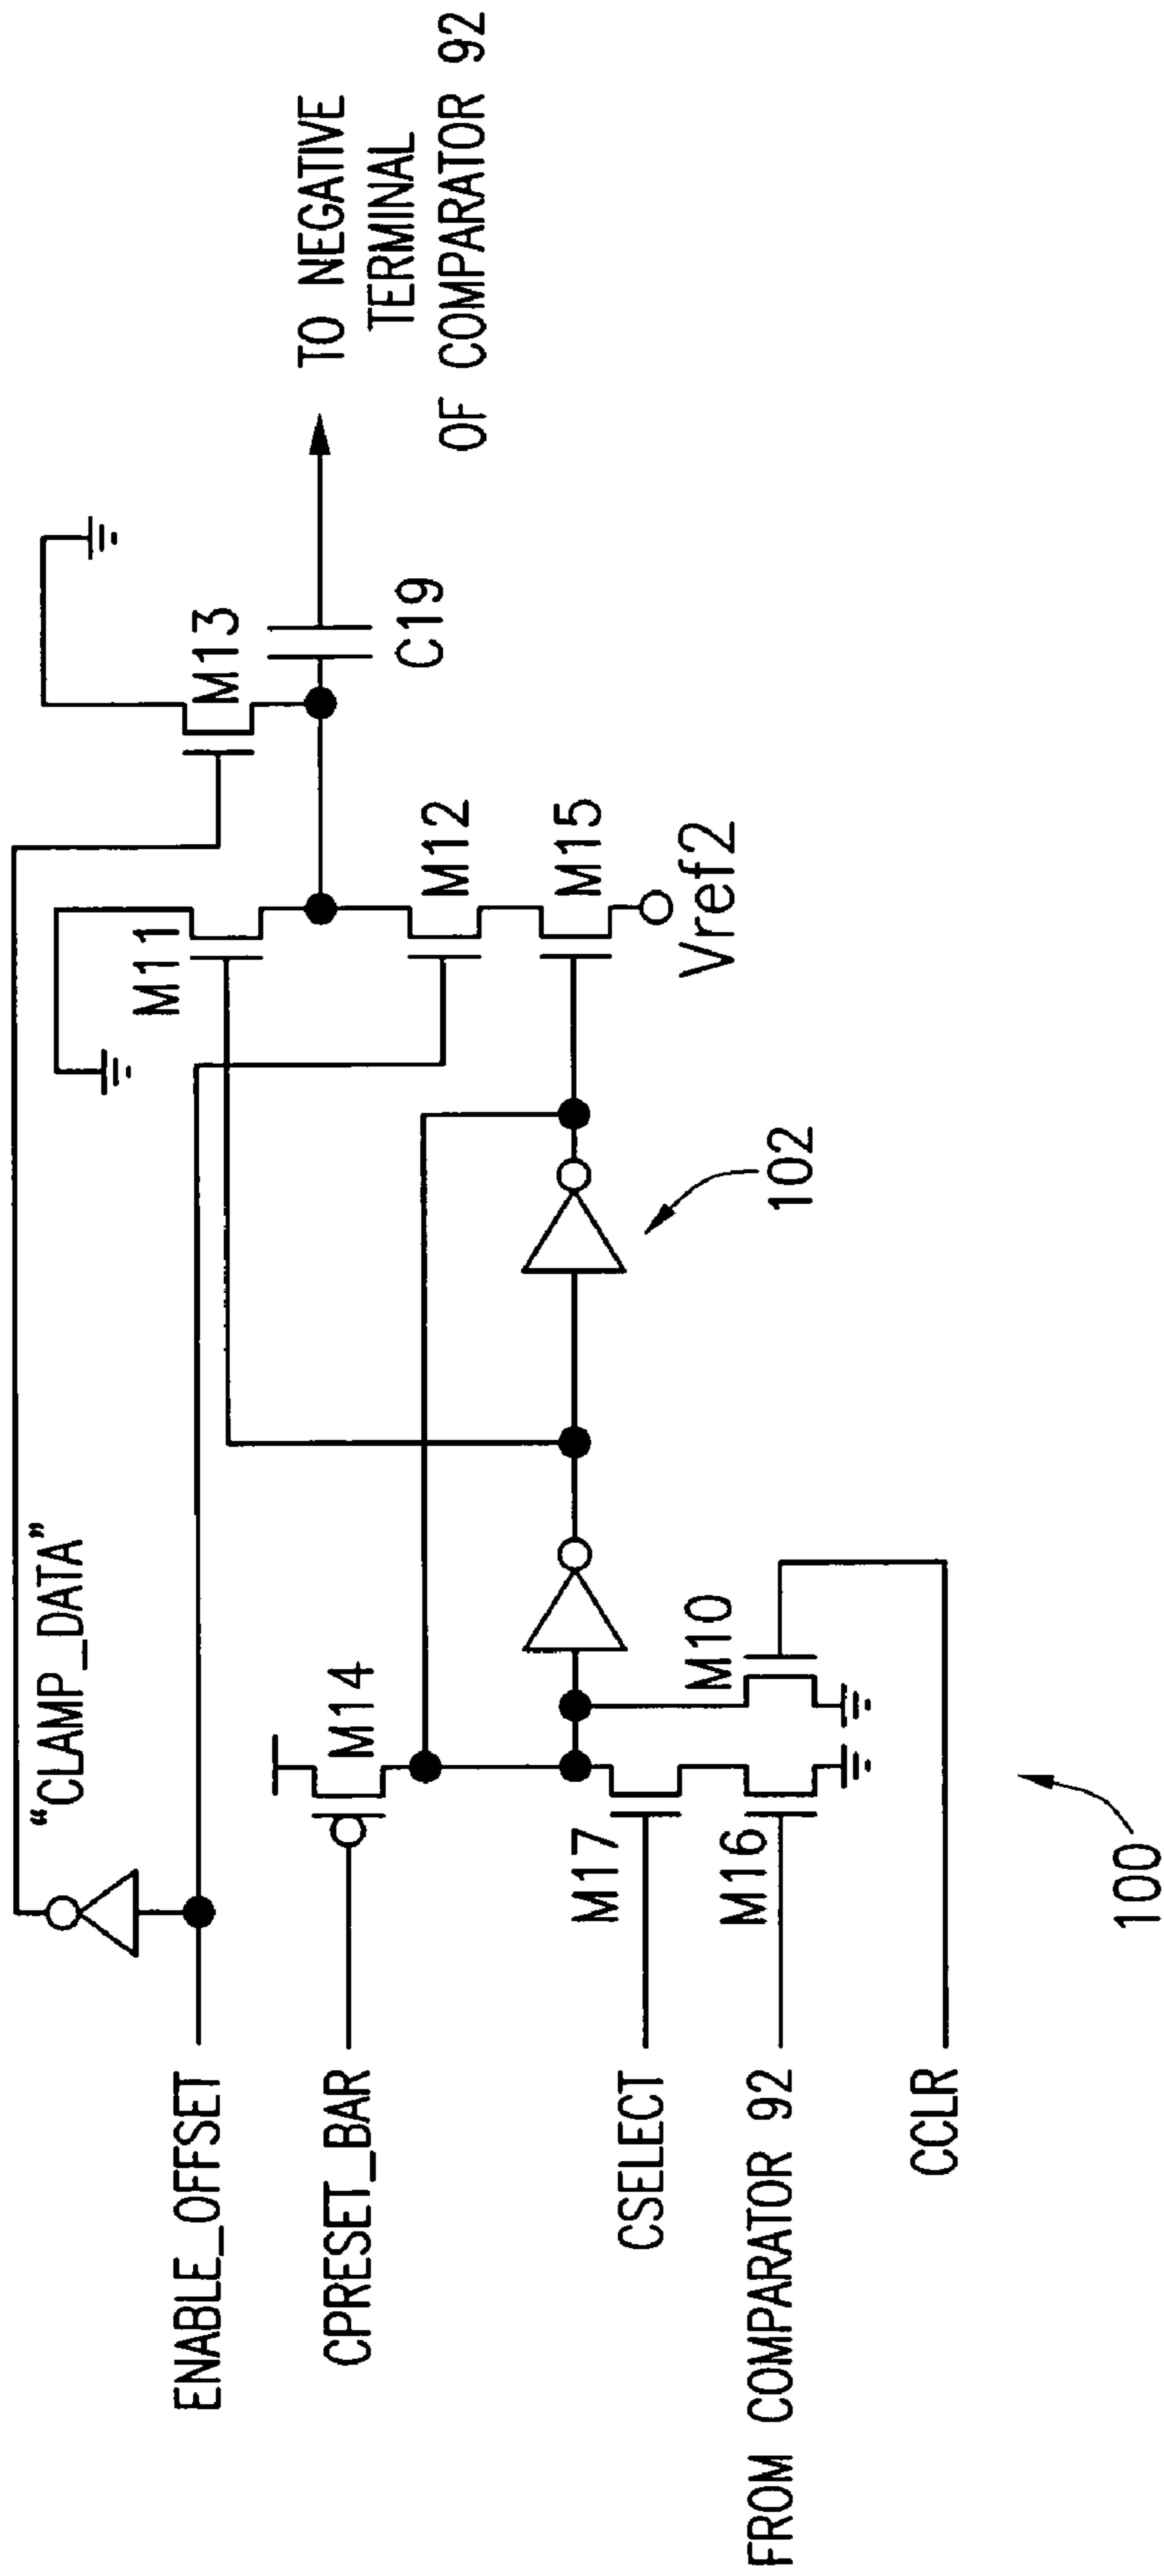 ENABLE_OFFSET
"CLAMP_DATA"
CPRESET_BAR
M14
CSELECT
M17
FROM COMPARATOR 92
M16
M10
CCLR
M11
M13
M12
M15
Vref2
C19
TO NEGATIVE
TERMINAL
OF COMPARATOR 92
102
100